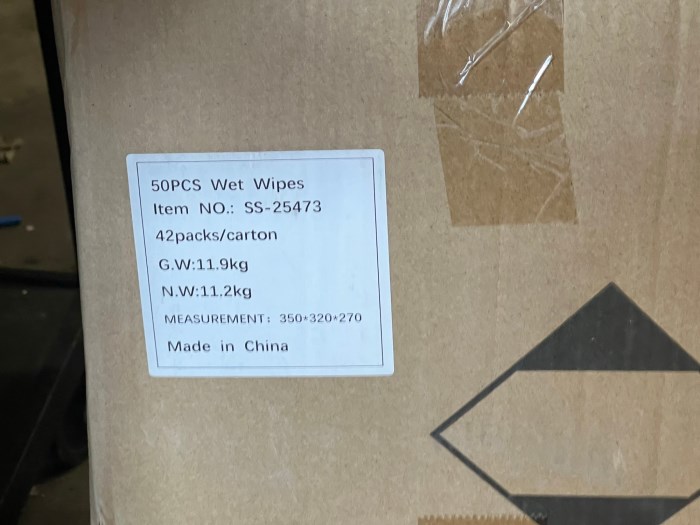 50PCS Wet Wipes
Item NO.: SS-25473
42packs/carton
G.W:11.9kg
N.W:11.2kg
MEASUREMENT: 350*320*270
Made in China